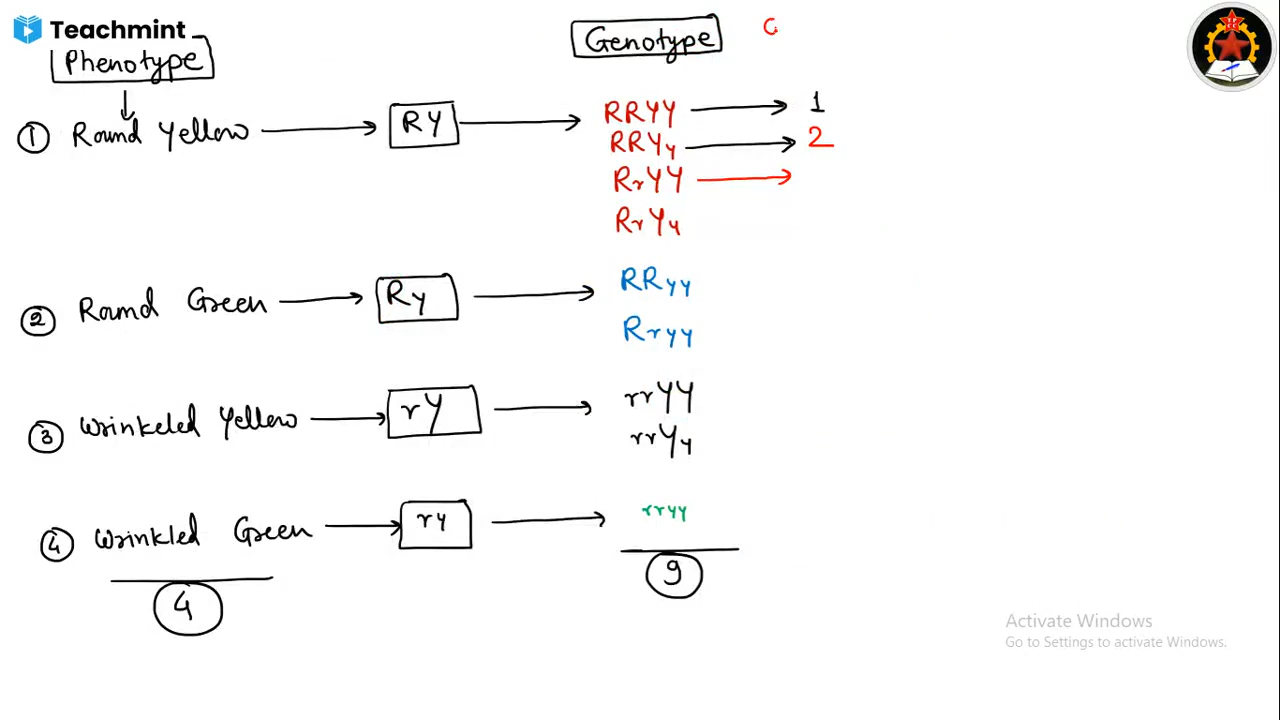 Teachmint
Phenotype
Genotype
① Round Yellow → RY → RRYY → 1
RRYy → 2
RrYY →
RrYy
② Round Green → Ry → RRyy
Rryy
③ Wrinkeled Yellow → rY → rrYY
rrYy
④ Wrinkled Green → ry → rryy
4
9
Activate Windows
Go to Settings to activate Windows.